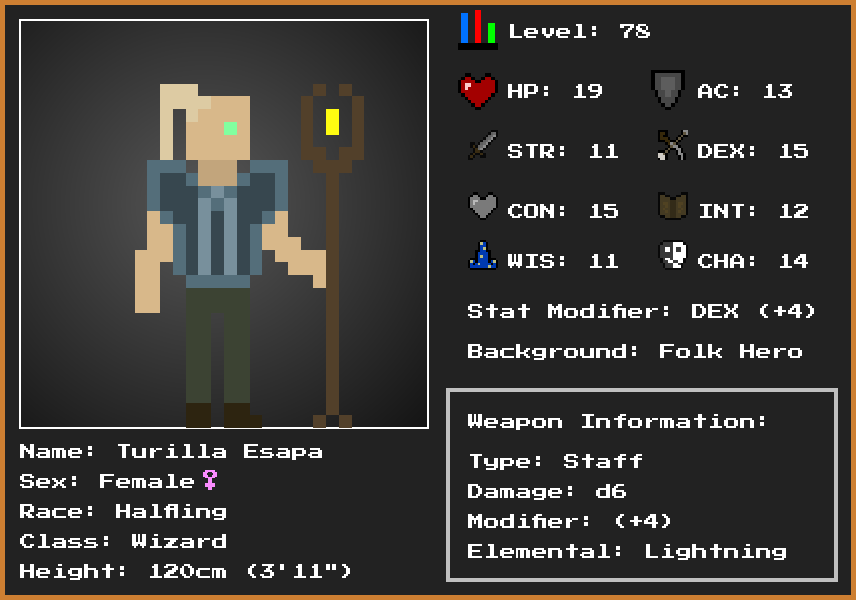 Level: 78
HP: 19
AC: 13
STR: 11
DEX: 15
CON: 15
INT: 12
WIS: 11
CHA: 14
Stat Modifier: DEX (+4)
Background: Folk Hero
Weapon Information:
Type: Staff
Damage: d6
Modifier: (+4)
Elemental: Lightning
Name: Turilla Esapa
Sex: Female♀
Race: Halfling
Class: Wizard
Height: 120cm (3'11")